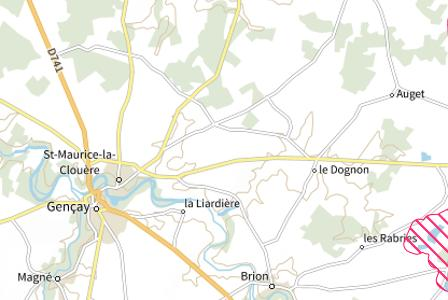 D741
Auget
St-Maurice-la-
Clouère
le Dognon
Gençay
la Liardière
les Rabries
Magné
Brion